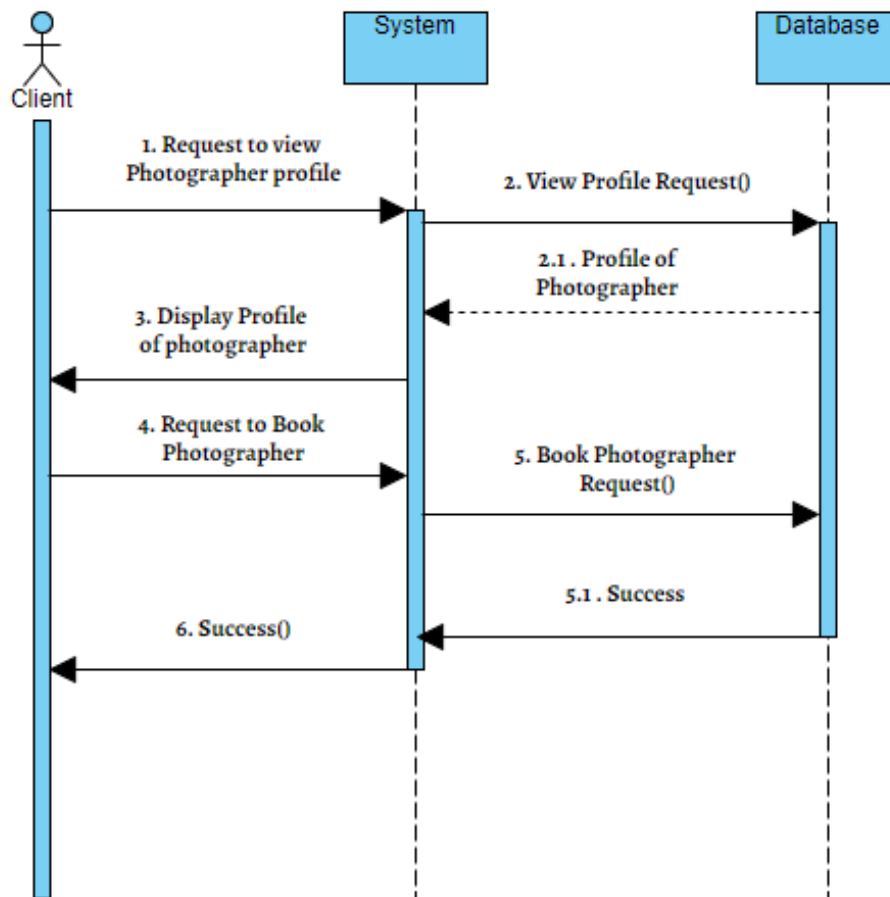 System
Database
Client
1. Request to view
Photographer profile
2. View Profile Request()
2.1 . Profile of
Photographer
3. Display Profile
of photographer
4. Request to Book
Photographer
5. Book Photographer
Request()
5.1 . Success
6. Success()